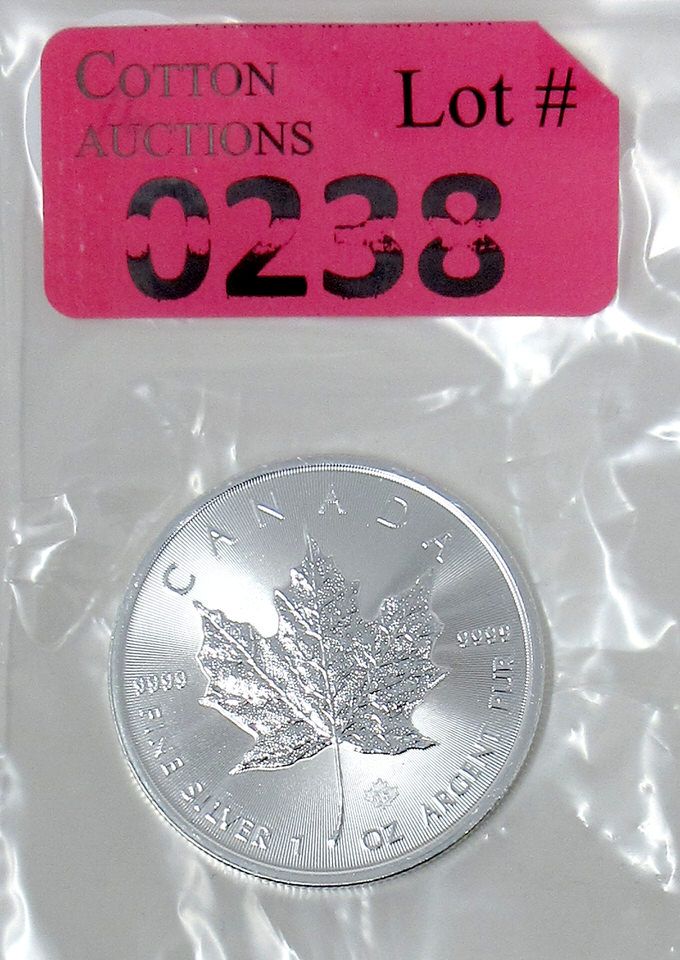 COTTON
AUCTIONS
Lot #
0238
CANADA
9999
9999
FINE SILVER 1 OZ ARGENT PUR